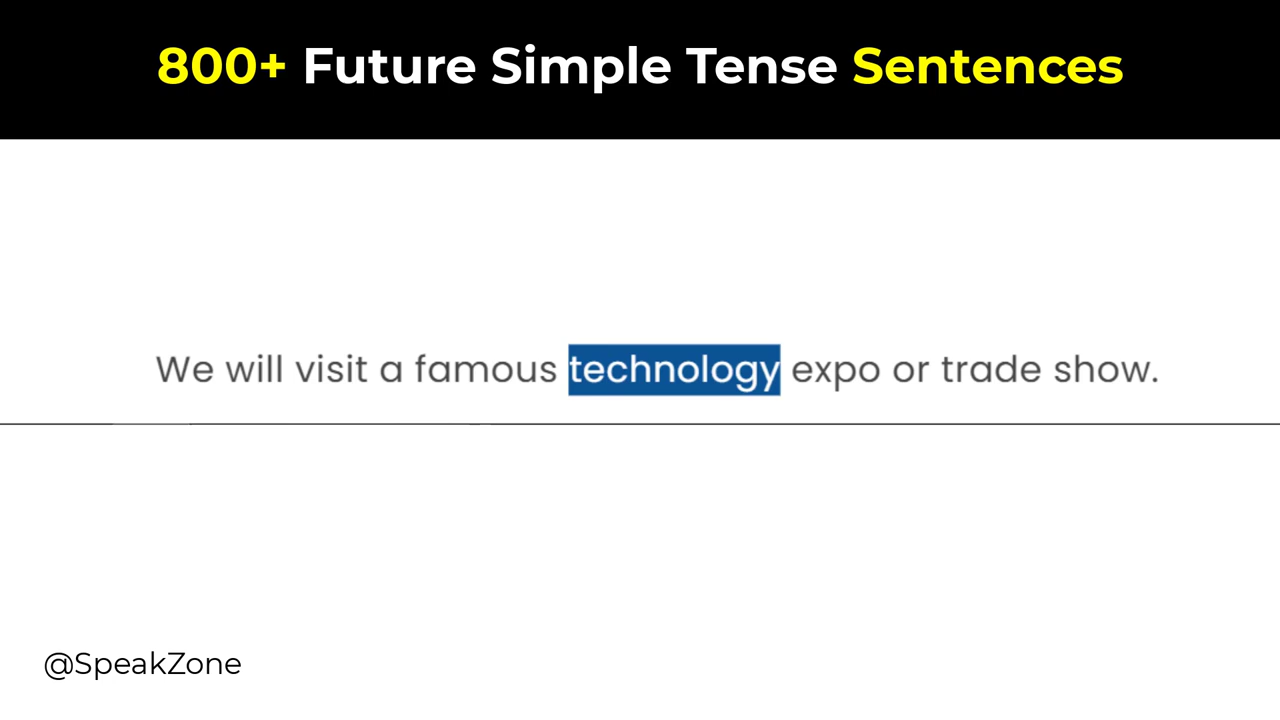 800+ Future Simple Tense Sentences
We will visit a famous technology expo or trade show.
@SpeakZone